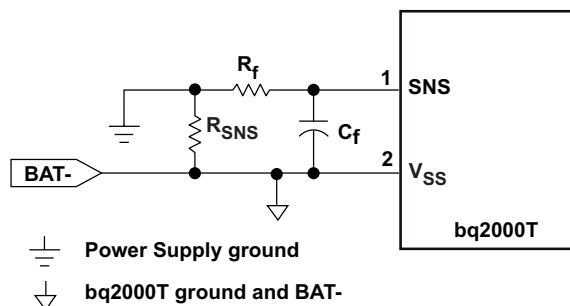 Rf
1
SNS
RSNS
Cf
BAT-
2
VSS
bq2000T
Power Supply ground
bq2000T ground and BAT-